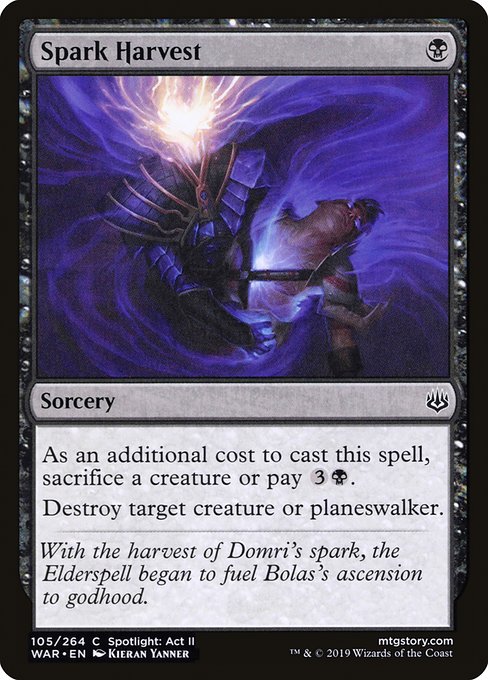 Spark Harvest
Sorcery
As an additional cost to cast this spell,
sacrifice a creature or pay 3.
Destroy target creature or planeswalker.
With the harvest of Domri's spark, the
Elderspell began to fuel Bolas's ascension
to godhood.
105/264 C Spotlight: Act II
WAR • EN Kieran Yanner
mtgstory.com
™ & © 2019 Wizards of the Coast